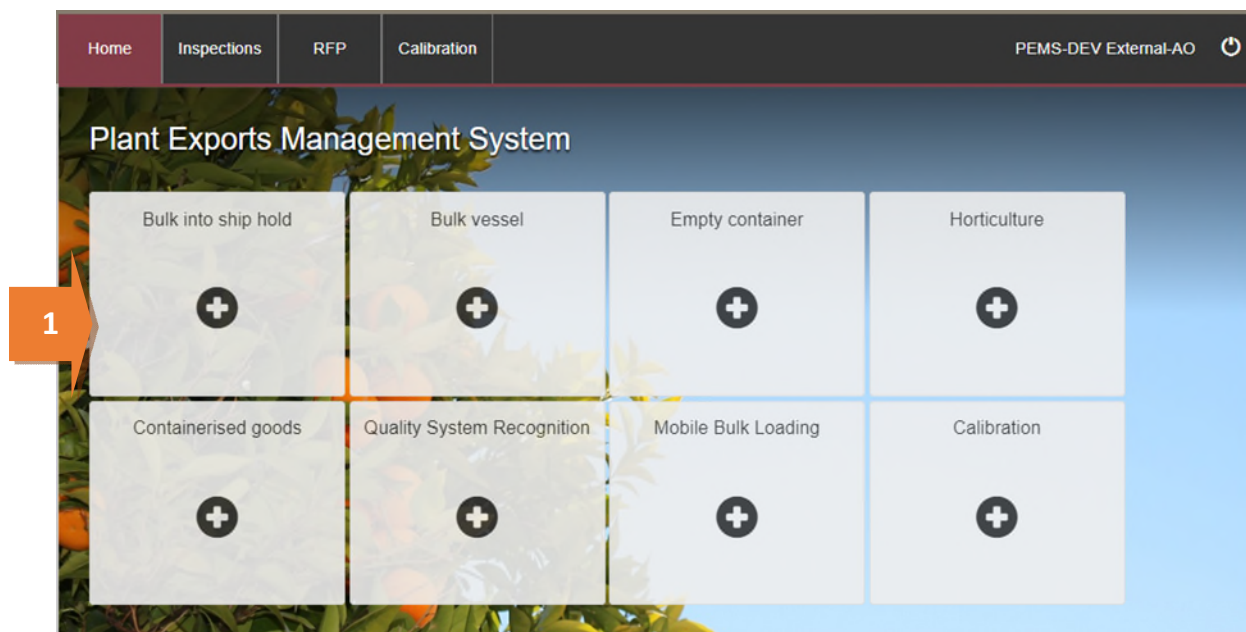 Home Inspections RFP Calibration PEMS-DEV External-AO
Plant Exports Management System
Bulk into ship hold Bulk vessel Empty container Horticulture
1
Containerised goods Quality System Recognition Mobile Bulk Loading Calibration